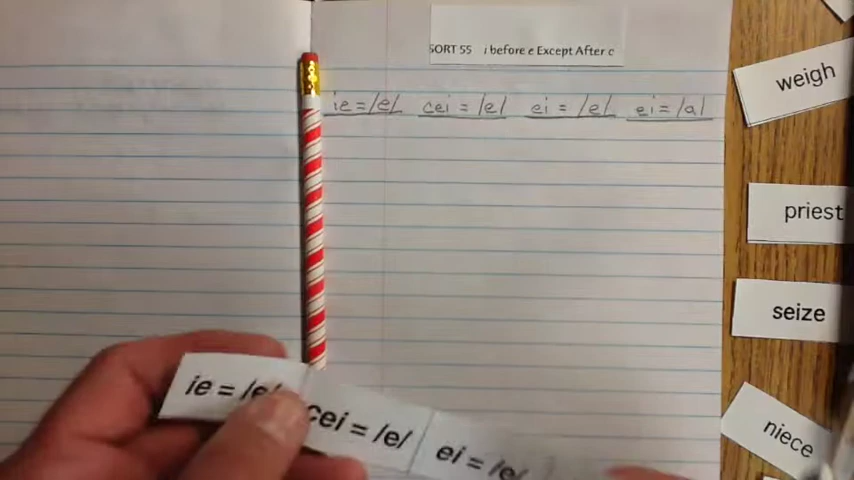 SORT 55 i before e Except After c
ie = /e/ cei = /e/ ei = /e/ ei = /a/
weigh
priest
seize
niece
ie = /e/ cei = /e/ ei = /e/